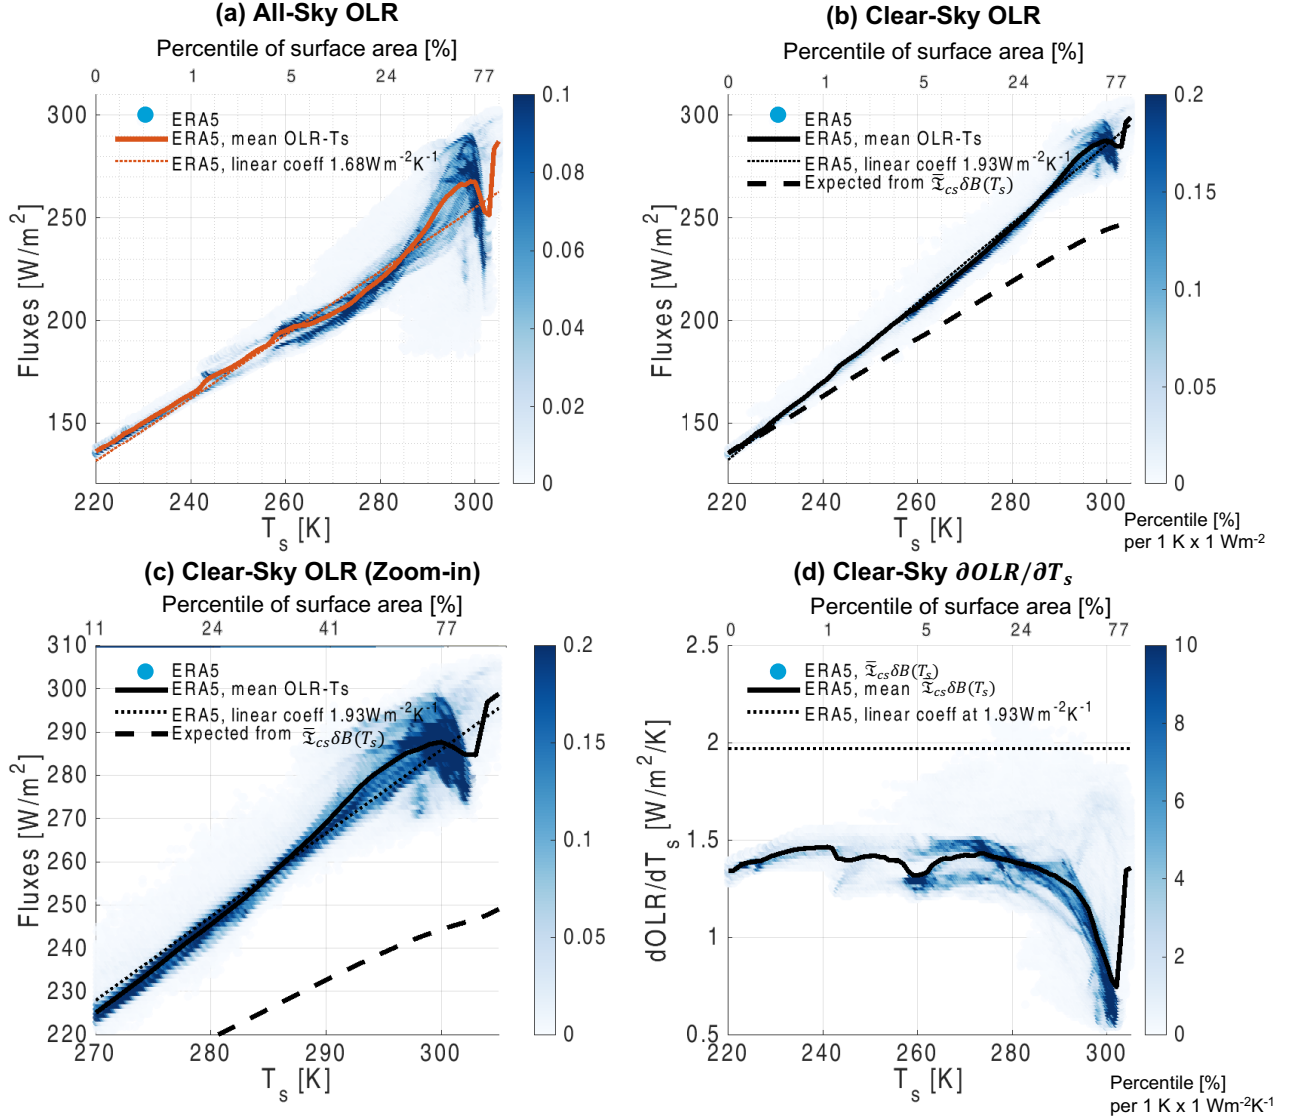 (a) All-Sky OLR
Percentile of surface area [%]
0 1 5 24 77
300
250
200
150
Fluxes [W/m²]
ERA5
ERA5, mean OLR-Ts
ERA5, linear coeff 1.68Wm⁻²K⁻¹
220 240 260 280 300
Tₛ [K]
0.1
0.08
0.06
0.04
0.02
0
(b) Clear-Sky OLR
Percentile of surface area [%]
0 1 5 24 77
300
250
200
150
Fluxes [W/m²]
ERA5
ERA5, mean OLR-Ts
ERA5, linear coeff 1.93Wm⁻²K⁻¹
Expected from 𝔗̃cs δB(Tₛ)
220 240 260 280 300
Tₛ [K]
0.2
0.15
0.1
0.05
0
Percentile [%]
per 1 K x 1 Wm⁻²
(c) Clear-Sky OLR (Zoom-in)
Percentile of surface area [%]
11 24 41 77
310
300
290
280
270
260
250
240
230
220
Fluxes [W/m²]
ERA5
ERA5, mean OLR-Ts
ERA5, linear coeff 1.93Wm⁻²K⁻¹
Expected from 𝔗̃cs δB(Tₛ)
270 280 290 300
Tₛ [K]
0.2
0.15
0.1
0.05
0
(d) Clear-Sky ∂OLR/∂Tₛ
Percentile of surface area [%]
0 1 5 24 77
2.5
2
1.5
1
0.5
dOLR/dTₛ [W/m²/K]
ERA5, 𝔗̃cs δB(Tₛ)
ERA5, mean 𝔗̃cs δB(Tₛ)
ERA5, linear coeff at 1.93Wm⁻²K⁻¹
220 240 260 280 300
Tₛ [K]
10
8
6
4
2
0
Percentile [%]
per 1 K x 1 Wm⁻²K⁻¹